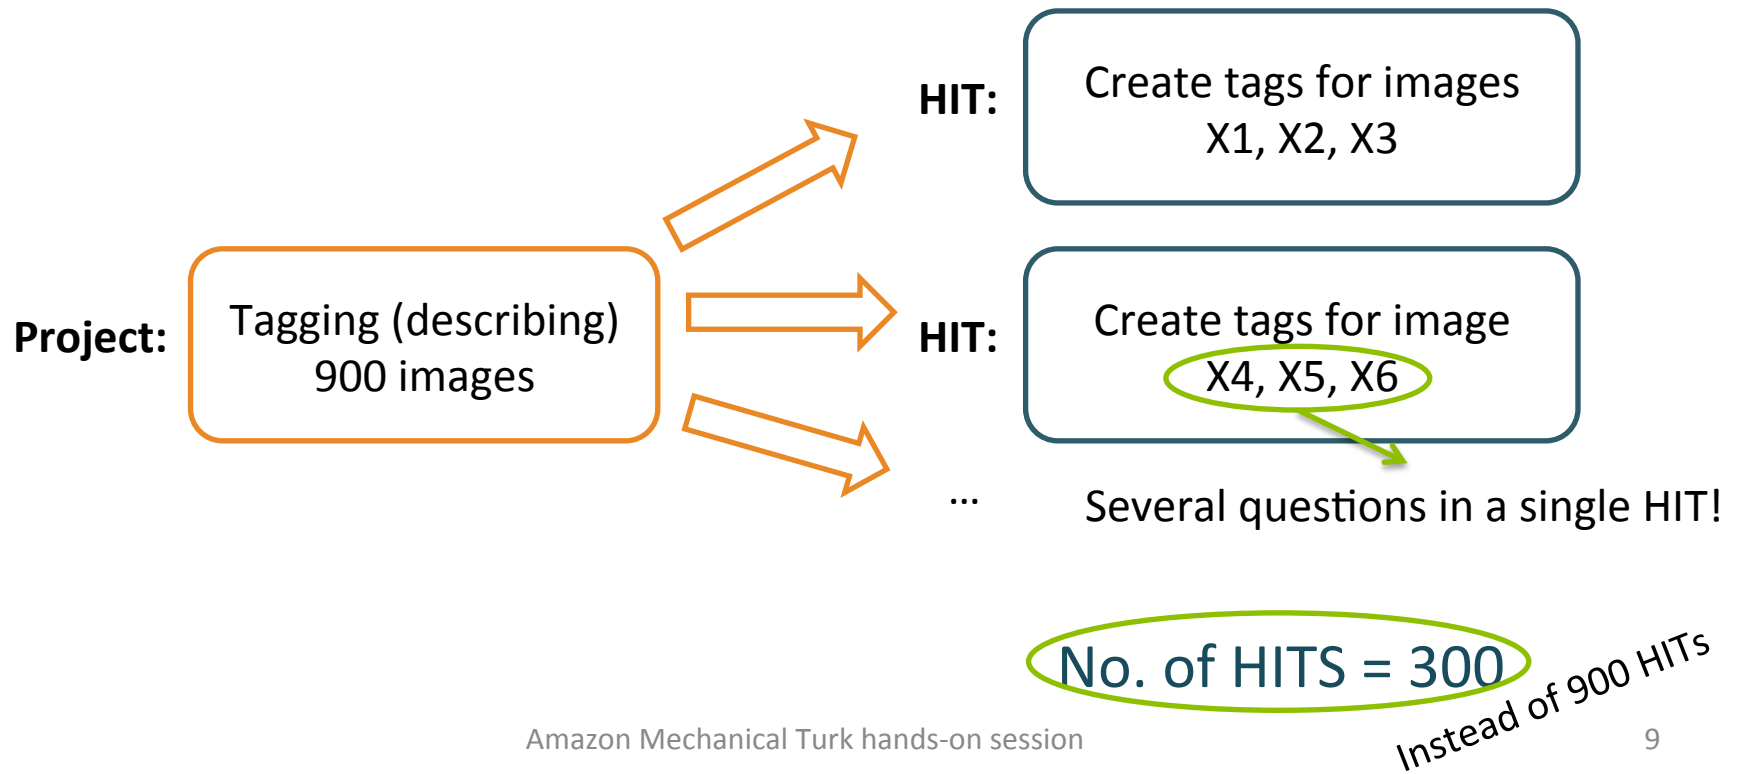 HIT:
Create tags for images
X1, X2, X3
Project:
Tagging (describing)
900 images
HIT:
Create tags for image
X4, X5, X6
...
Several questions in a single HIT!
No. of HITS = 300
Instead of 900 HITs
Amazon Mechanical Turk hands-on session
9